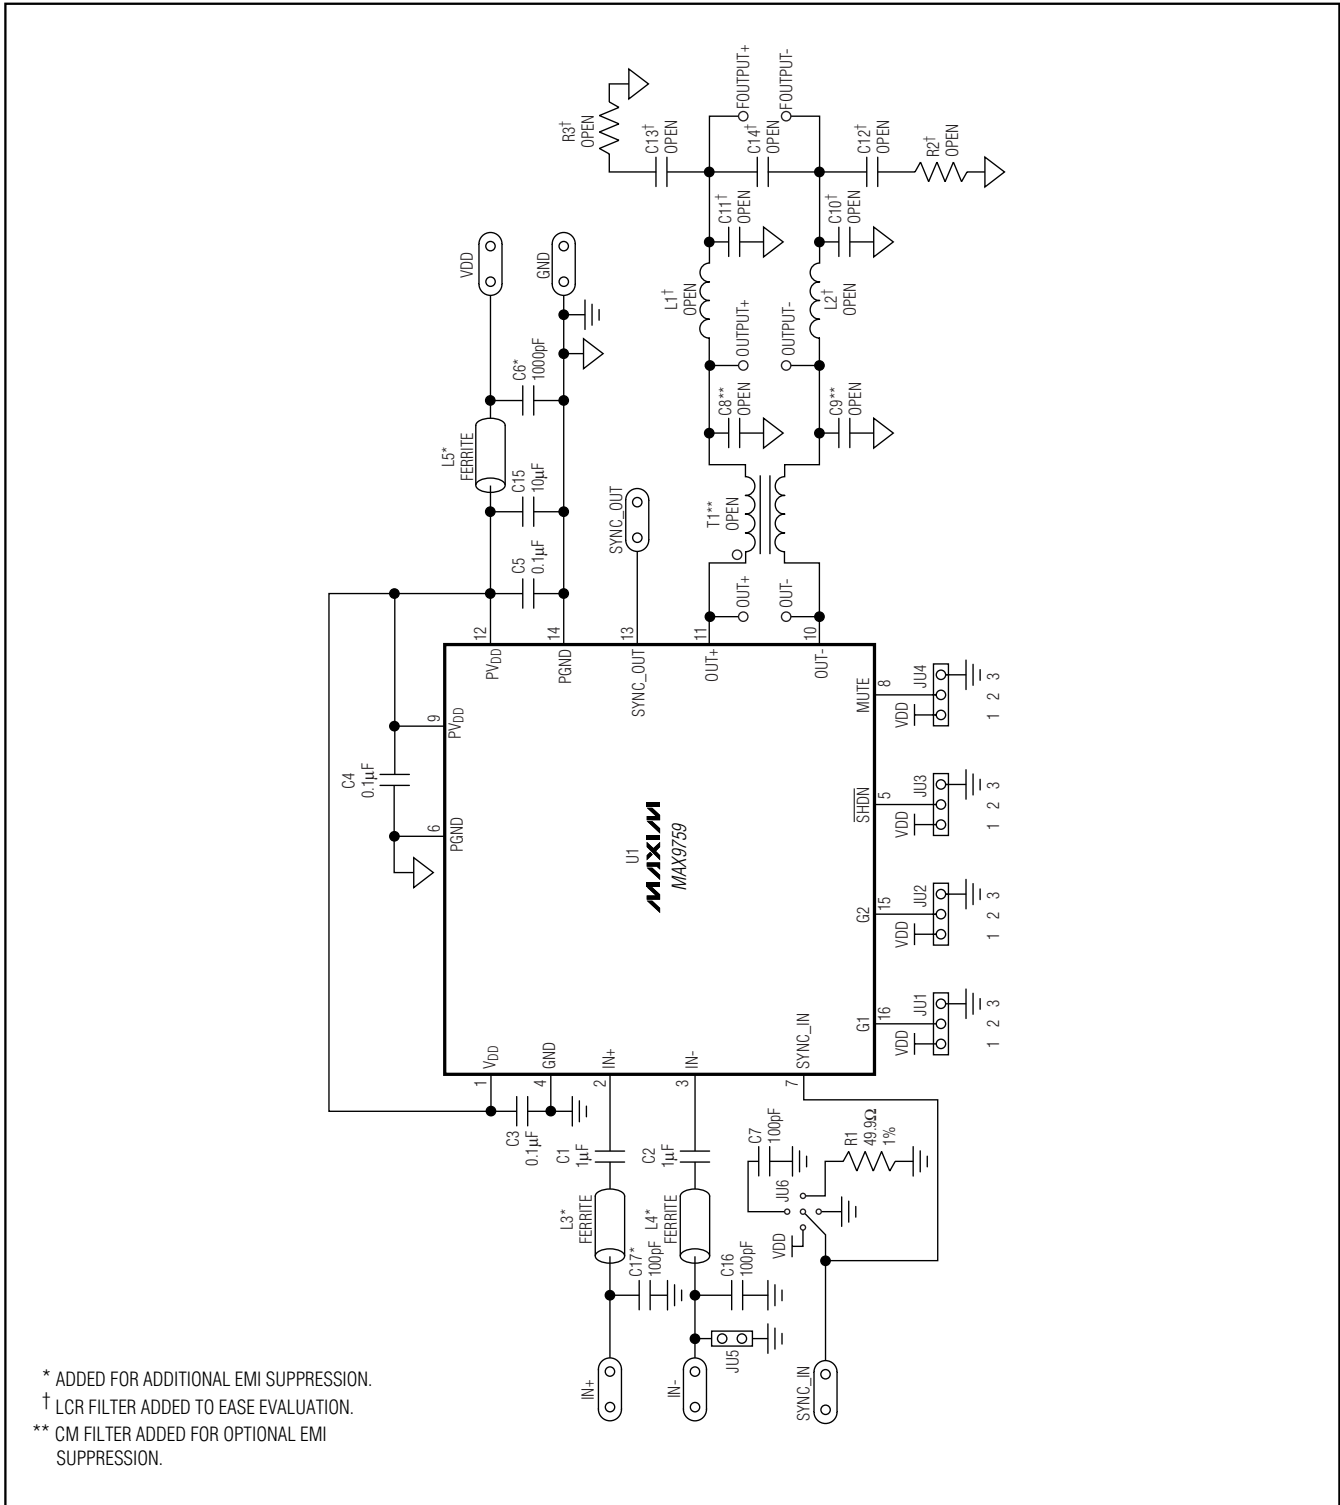 R3†
OPEN
C13†
OPEN
FOUTPUT+
C14†
OPEN
FOUTPUT-
C12†
OPEN
R2†
OPEN
C11†
OPEN
C10†
OPEN
L1†
OPEN
L2†
OPEN
OUTPUT+
OUTPUT-
C8**
OPEN
C9**
OPEN
T1**
OPEN
OUT+
OUT-
VDD
GND
C6*
1000pF
L5*
FERRITE
C15
10µF
C5
0.1µF
SYNC_OUT
12
PVDD
14
PGND
13
SYNC_OUT
11
OUT+
10
OUT-
9
PVDD
C4
0.1µF
6
PGND
U1
MAXIM
MAX9759
MUTE
8
VDD
JU4
1 2 3
SHDN
5
VDD
JU3
1 2 3
G2
15
VDD
JU2
1 2 3
G1
16
VDD
JU1
1 2 3
1
VDD
4
GND
2
IN+
3
IN-
7
SYNC_IN
C3
0.1µF
C1
1µF
C2
1µF
L3*
FERRITE
L4*
FERRITE
C17*
100pF
C16
100pF
C7
100pF
R1
49.9Ω
1%
JU6
VDD
JU5
IN+
IN-
SYNC_IN
* ADDED FOR ADDITIONAL EMI SUPPRESSION.
† LCR FILTER ADDED TO EASE EVALUATION.
** CM FILTER ADDED FOR OPTIONAL EMI
SUPPRESSION.